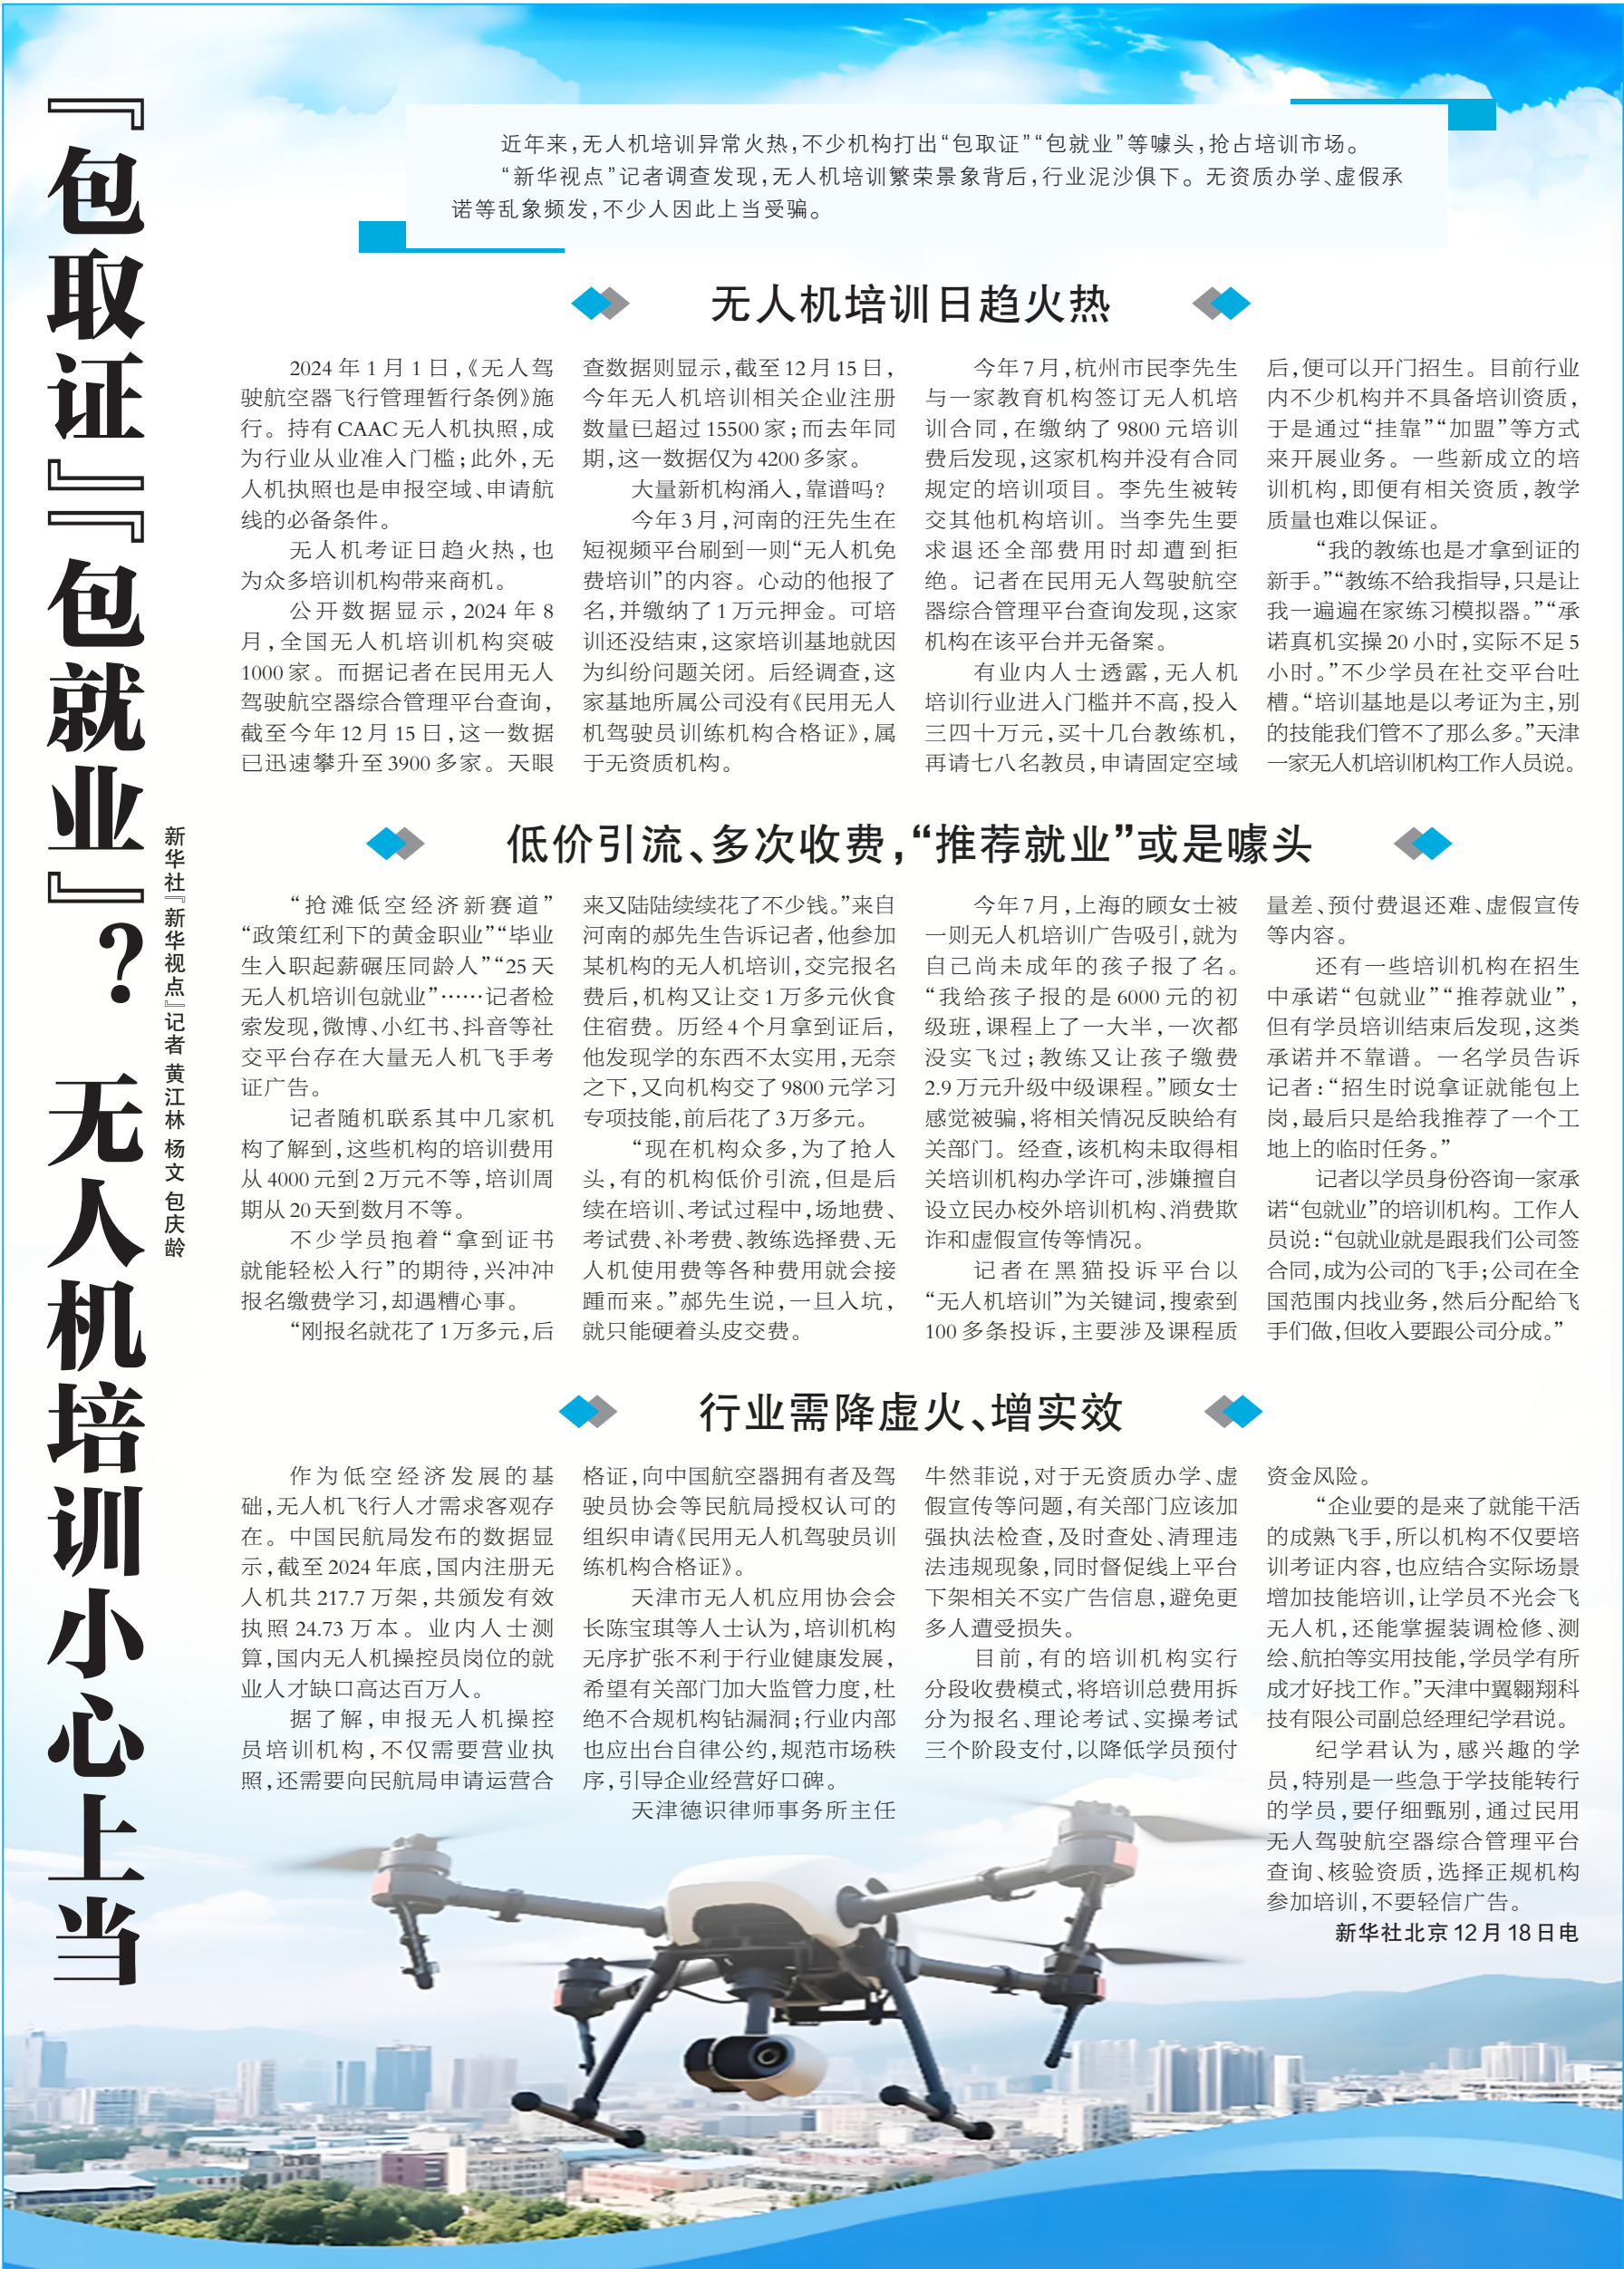 『包取证』『包就业』？ 无人机培训小心上当
新华社『新华视点』记者 黄江林 杨文 包庆龄
近年来，无人机培训异常火热，不少机构打出“包取证”“包就业”等噱头，抢占培训市场。
“新华视点”记者调查发现，无人机培训繁荣景象背后，行业泥沙俱下。无资质办学、虚假承
诺等乱象频发，不少人因此上当受骗。
无人机培训日趋火热
2024年1月1日，《无人驾
驶航空器飞行管理暂行条例》施
行。持有CAAC无人机执照，成
为行业从业准入门槛；此外，无
人机执照也是申报空域、申请航
线的必备条件。
无人机考证日趋火热，也
为众多培训机构带来商机。
公开数据显示，2024年8
月，全国无人机培训机构突破
1000家。而据记者在民用无人
驾驶航空器综合管理平台查询，
截至今年12月15日，这一数据
已迅速攀升至3900多家。天眼
查数据则显示，截至12月15日，
今年无人机培训相关企业注册
数量已超过15500家；而去年同
期，这一数据仅为4200多家。
大量新机构涌入，靠谱吗？
今年3月，河南的汪先生在
短视频平台刷到一则“无人机免
费培训”的内容。心动的他报了
名，并缴纳了1万元押金。可培
训还没结束，这家培训基地就因
为纠纷问题关闭。后经调查，这
家基地所属公司没有《民用无人
机驾驶员训练机构合格证》，属
于无资质机构。
今年7月，杭州市民李先生
与一家教育机构签订无人机培
训合同，在缴纳了9800元培训
费后发现，这家机构并没有合同
规定的培训项目。李先生被转
交其他机构培训。当李先生要
求退还全部费用时却遭到拒
绝。记者在民用无人驾驶航空
器综合管理平台查询发现，这家
机构在该平台并无备案。
有业内人士透露，无人机
培训行业进入门槛并不高，投入
三四十万元，买十几台教练机，
再请七八名教员，申请固定空域
后，便可以开门招生。目前行业
内不少机构并不具备培训资质，
于是通过“挂靠”“加盟”等方式
来开展业务。一些新成立的培
训机构，即便有相关资质，教学
质量也难以保证。
“我的教练也是才拿到证的
新手。”“教练不给我指导，只是让
我一遍遍在家练习模拟器。”“承
诺真机实操20小时，实际不足5
小时。”不少学员在社交平台吐
槽。“培训基地是以考证为主，别
的技能我们管不了那么多。”天津
一家无人机培训机构工作人员说。
低价引流、多次收费，“推荐就业”或是噱头
“抢滩低空经济新赛道”
“政策红利下的黄金职业”“毕业
生入职起薪碾压同龄人”“25天
无人机培训包就业”……记者检
索发现，微博、小红书、抖音等社
交平台存在大量无人机飞手考
证广告。
记者随机联系其中几家机
构了解到，这些机构的培训费用
从4000元到2万元不等，培训周
期从20天到数月不等。
不少学员抱着“拿到证书
就能轻松入行”的期待，兴冲冲
报名缴费学习，却遇糟心事。
“刚报名就花了1万多元，后
来又陆陆续续花了不少钱。”来自
河南的郝先生告诉记者，他参加
某机构的无人机培训，交完报名
费后，机构又让交1万多元伙食
住宿费。历经4个月拿到证后，
他发现学的东西不太实用，无奈
之下，又向机构交了9800元学习
专项技能，前后花了3万多元。
“现在机构众多，为了抢人
头，有的机构低价引流，但是后
续在培训、考试过程中，场地费、
考试费、补考费、教练选择费、无
人机使用费等各种费用就会接
踵而来。”郝先生说，一旦入坑，
就只能硬着头皮交费。
今年7月，上海的顾女士被
一则无人机培训广告吸引，就为
自己尚未成年的孩子报了名。
“我给孩子报的是6000元的初
级班，课程上了一大半，一次都
没实飞过；教练又让孩子缴费
2.9万元升级中级课程。”顾女士
感觉被骗，将相关情况反映给有
关部门。经查，该机构未取得相
关培训机构办学许可，涉嫌擅自
设立民办校外培训机构、消费欺
诈和虚假宣传等情况。
记者在黑猫投诉平台以
“无人机培训”为关键词，搜索到
100多条投诉，主要涉及课程质
量差、预付费退还难、虚假宣传
等内容。
还有一些培训机构在招生
中承诺“包就业”“推荐就业”，
但有学员培训结束后发现，这类
承诺并不靠谱。一名学员告诉
记者：“招生时说拿证就能包上
岗，最后只是给我推荐了一个工
地上的临时任务。”
记者以学员身份咨询一家承
诺“包就业”的培训机构。工作人
员说：“包就业就是跟我们公司签
合同，成为公司的飞手；公司在全
国范围内找业务，然后分配给飞
手们做，但收入要跟公司分成。”
行业需降虚火、增实效
作为低空经济发展的基
础，无人机飞行人才需求客观存
在。中国民航局发布的数据显
示，截至2024年底，国内注册无
人机共217.7万架，共颁发有效
执照24.73万本。业内人士测
算，国内无人机操控员岗位的就
业人才缺口高达百万人。
据了解，申报无人机操控
员培训机构，不仅需要营业执
照，还需要向民航局申请运营合
格证，向中国航空器拥有者及驾
驶员协会等民航局授权认可的
组织申请《民用无人机驾驶员训
练机构合格证》。
天津市无人机应用协会会
长陈宝琪等人士认为，培训机构
无序扩张不利于行业健康发展，
希望有关部门加大监管力度，杜
绝不合规机构钻漏洞；行业内部
也应出台自律公约，规范市场秩
序，引导企业经营好口碑。
天津德识律师事务所主任
牛然菲说，对于无资质办学、虚
假宣传等问题，有关部门应该加
强执法检查，及时查处、清理违
法违规现象，同时督促线上平台
下架相关不实广告信息，避免更
多人遭受损失。
目前，有的培训机构实行
分段收费模式，将培训总费用拆
分为报名、理论考试、实操考试
三个阶段支付，以降低学员预付
资金风险。
“企业要的是来了就能干活
的成熟飞手，所以机构不仅要培
训考证内容，也应结合实际场景
增加技能培训，让学员不光会飞
无人机，还能掌握装调检修、测
绘、航拍等实用技能，学员学有所
成才好找工作。”天津中翼翱翔科
技有限公司副总经理纪学君说。
纪学君认为，感兴趣的学
员，特别是一些急于学技能转行
的学员，要仔细甄别，通过民用
无人驾驶航空器综合管理平台
查询、核验资质，选择正规机构
参加培训，不要轻信广告。
新华社北京12月18日电